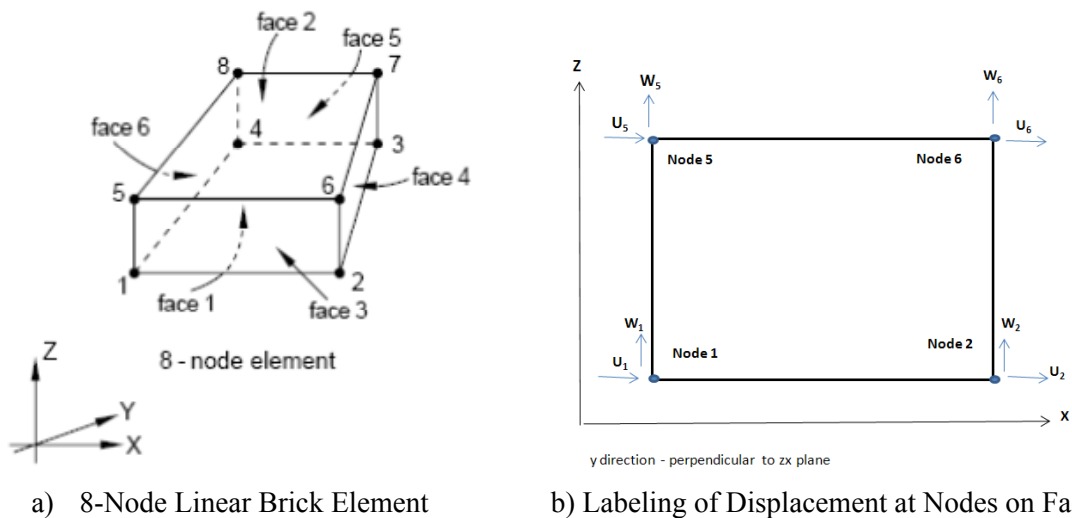 face 2
face 5
8
7
face 6
4
3
face 4
5
6
1
2
face 1
face 3
8 - node element
Z
Y
X
a) 8-Node Linear Brick Element
Z
W5
W6
U5
U6
Node 5
Node 6
W1
W2
Node 1
Node 2
U1
U2
X
y direction - perpendicular to zx plane
b) Labeling of Displacement at Nodes on Fa